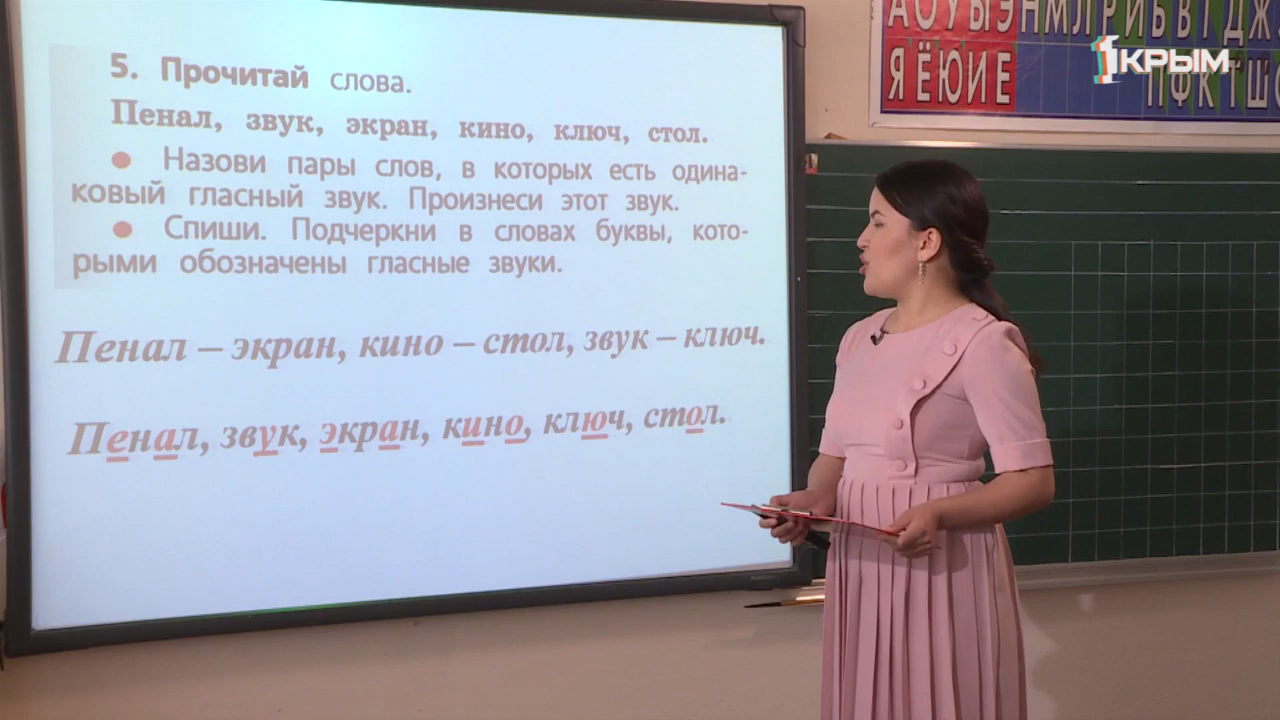 5. Прочитай слова.
Пенал, звук, экран, кино, ключ, стол.
● Назови пары слов, в которых есть одина-
ковый гласный звук. Произнеси этот звук.
● Спиши. Подчеркни в словах буквы, кото-
рыми обозначены гласные звуки.
Пенал – экран, кино – стол, звук – ключ.
Пенал, звук, экран, кино, ключ, стол.
А О У Ы Э Н М Л Р Й Б В Г Д Ж
Я Ё Ю И Е П Ф К Т Ш С
1 КРЫМ